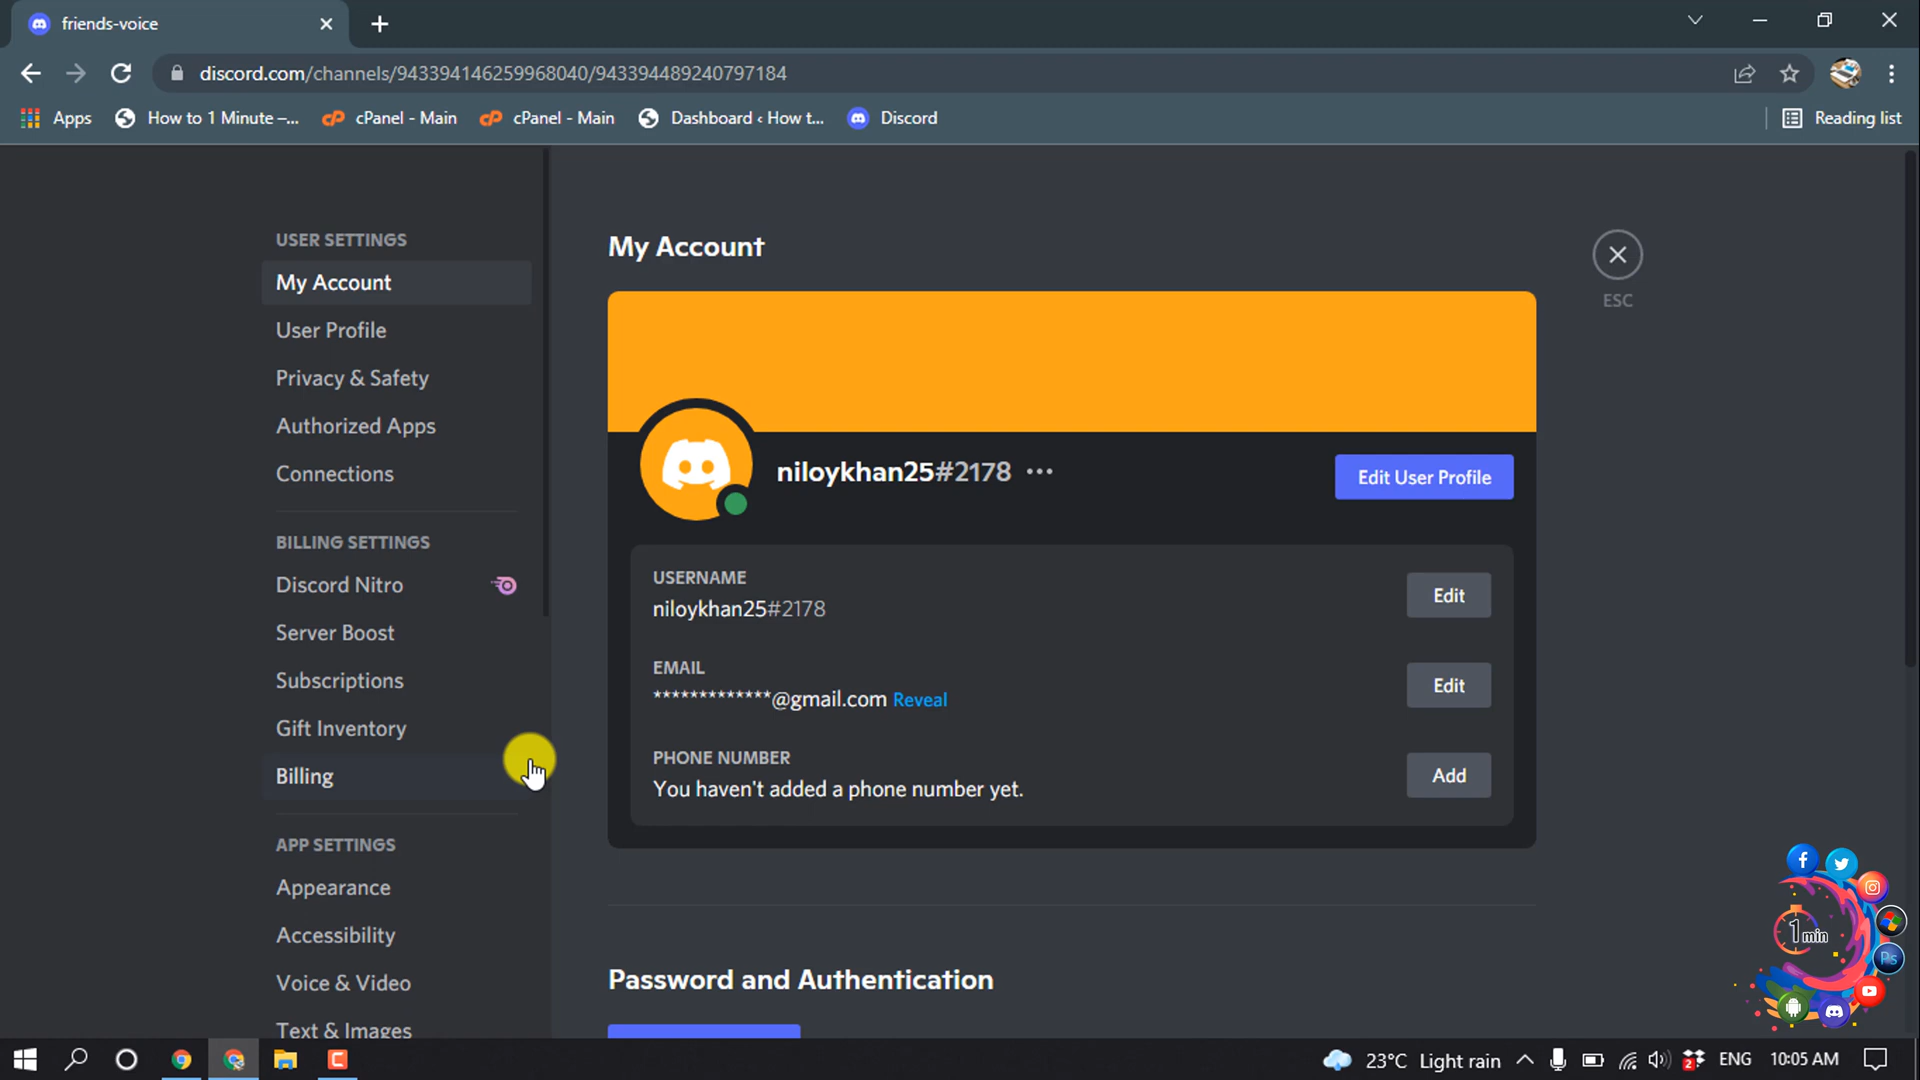 friends-voice
discord.com/channels/943394146259968040/943394489240797184
Apps How to 1 Minute –... cPanel - Main cPanel - Main Dashboard ‹ How t... Discord Reading list
USER SETTINGS
My Account
User Profile
Privacy & Safety
Authorized Apps
Connections
BILLING SETTINGS
Discord Nitro
Server Boost
Subscriptions
Gift Inventory
Billing
APP SETTINGS
Appearance
Accessibility
Voice & Video
Text & Images
My Account
ESC
niloykhan25#2178
Edit User Profile
USERNAME
niloykhan25#2178
Edit
EMAIL
*************@gmail.com Reveal
Edit
PHONE NUMBER
You haven't added a phone number yet.
Add
Password and Authentication
1 min
Ps
23°C Light rain
2
ENG
10:05 AM